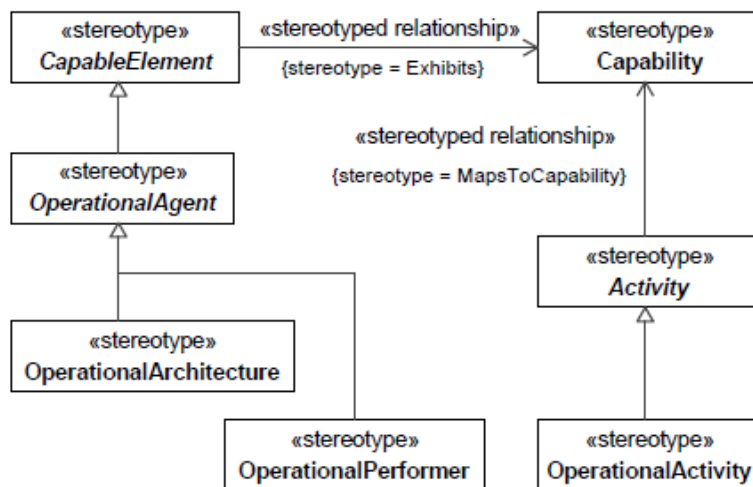 «stereotype»
CapableElement
«stereotyped relationship»
{stereotype = Exhibits}
«stereotype»
Capability
«stereotype»
OperationalAgent
«stereotyped relationship»
{stereotype = MapsToCapability}
«stereotype»
Activity
«stereotype»
OperationalArchitecture
«stereotype»
OperationalPerformer
«stereotype»
OperationalActivity